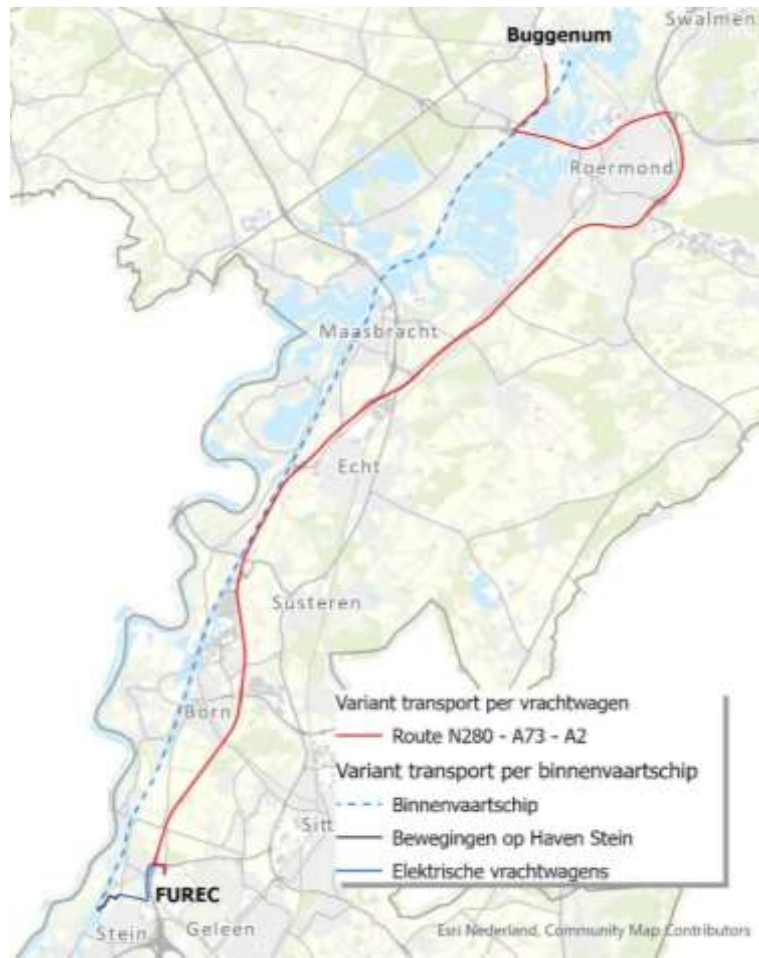 Swalmen
Buggenum
Roermond
Maasbracht
Echt
Susteren
Born
Variant transport per vrachtwagen
Route N280 - A73 - A2
Variant transport per binnenvaartschip
Binnenvaartschip
Bewegingen op Haven Stein
Elektrische vrachtwagens
Sitt
FUREC
Stein
Geleen
Esri Nederland, Community Map Contributors